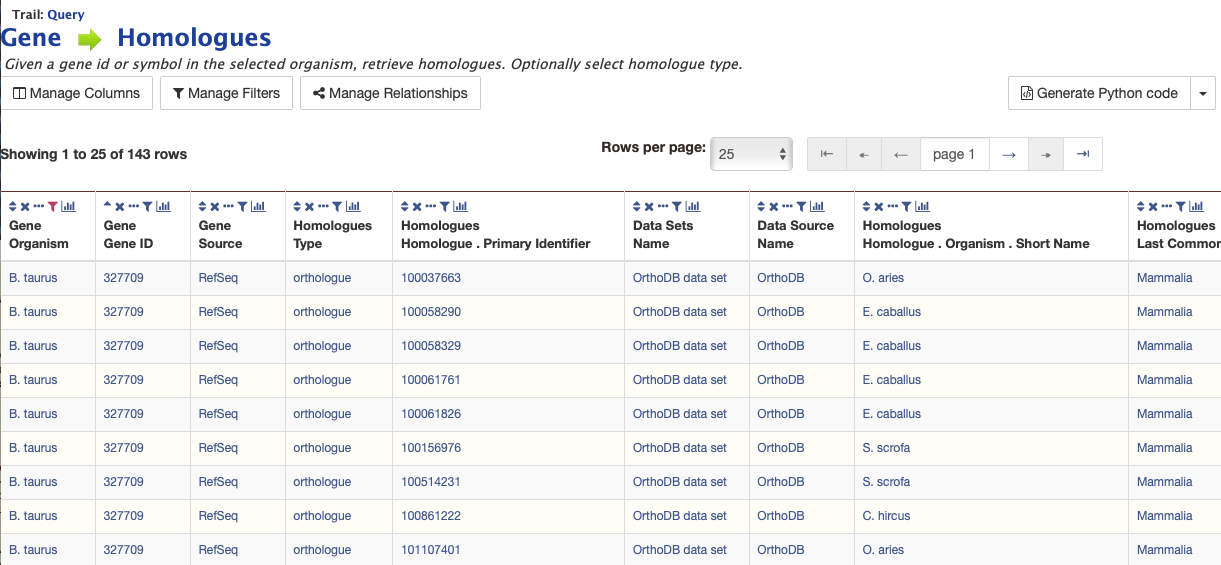 Trail: Query
Gene Homologues
Given a gene id or symbol in the selected organism, retrieve homologues. Optionally select homologue type.
Manage Columns Manage Filters Manage Relationships Generate Python code
Showing 1 to 25 of 143 rows Rows per page: 25 page 1
Gene Gene Gene Homologues Homologues Data Sets Data Source Homologues Homologues
Organism Gene ID Source Type Homologue . Primary Identifier Name Name Homologue . Organism . Short Name Last Common
B. taurus 327709 RefSeq orthologue 100037663 OrthoDB data set OrthoDB O. aries Mammalia
B. taurus 327709 RefSeq orthologue 100058290 OrthoDB data set OrthoDB E. caballus Mammalia
B. taurus 327709 RefSeq orthologue 100058329 OrthoDB data set OrthoDB E. caballus Mammalia
B. taurus 327709 RefSeq orthologue 100061761 OrthoDB data set OrthoDB E. caballus Mammalia
B. taurus 327709 RefSeq orthologue 100061826 OrthoDB data set OrthoDB E. caballus Mammalia
B. taurus 327709 RefSeq orthologue 100156976 OrthoDB data set OrthoDB S. scrofa Mammalia
B. taurus 327709 RefSeq orthologue 100514231 OrthoDB data set OrthoDB S. scrofa Mammalia
B. taurus 327709 RefSeq orthologue 100861222 OrthoDB data set OrthoDB C. hircus Mammalia
B. taurus 327709 RefSeq orthologue 101107401 OrthoDB data set OrthoDB O. aries Mammalia